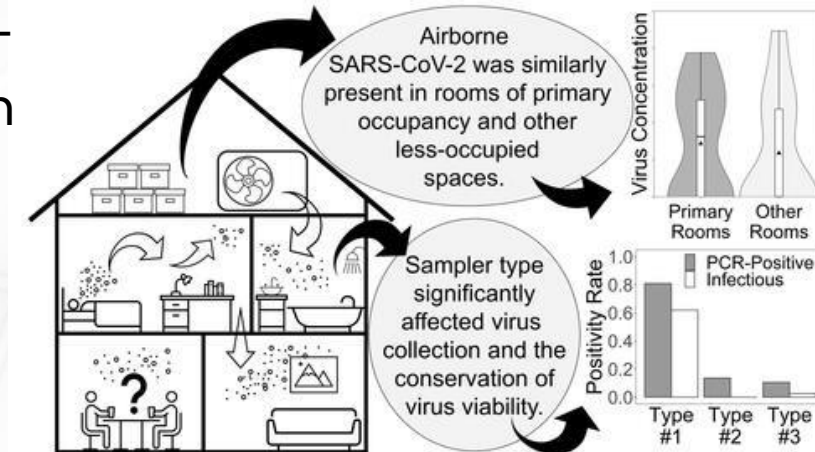 Airborne
SARS-CoV-2 was similarly
present in rooms of primary
occupancy and other
less-occupied
spaces.
Virus Concentration
Primary
Rooms
Other
Rooms
?
Sampler type
significantly
affected virus
collection and the
conservation of
virus viability.
Positivity Rate
1.0
0.8
0.6
0.4
0.2
0.0
PCR-Positive
Infectious
Type
#1
Type
#2
Type
#3